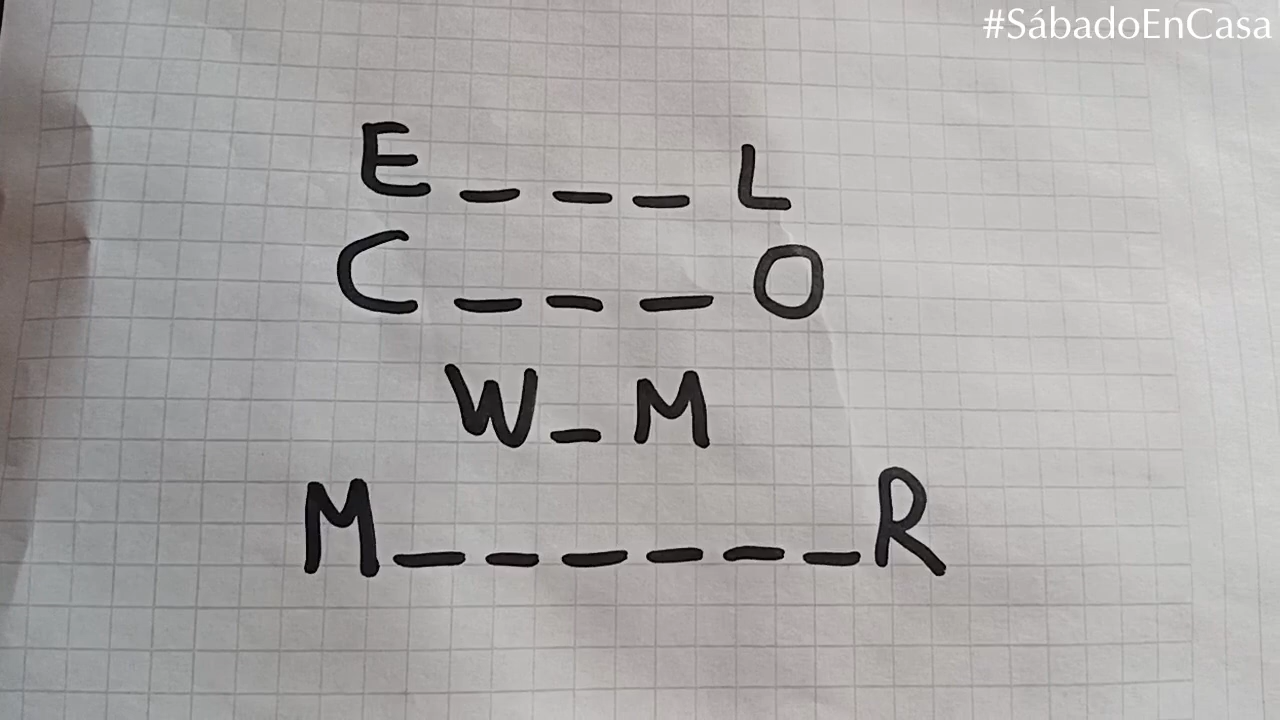 #SábadoEnCasa
E _ _ _ L
C _ _ _ O
W _ M
M _ _ _ _ _ _ R